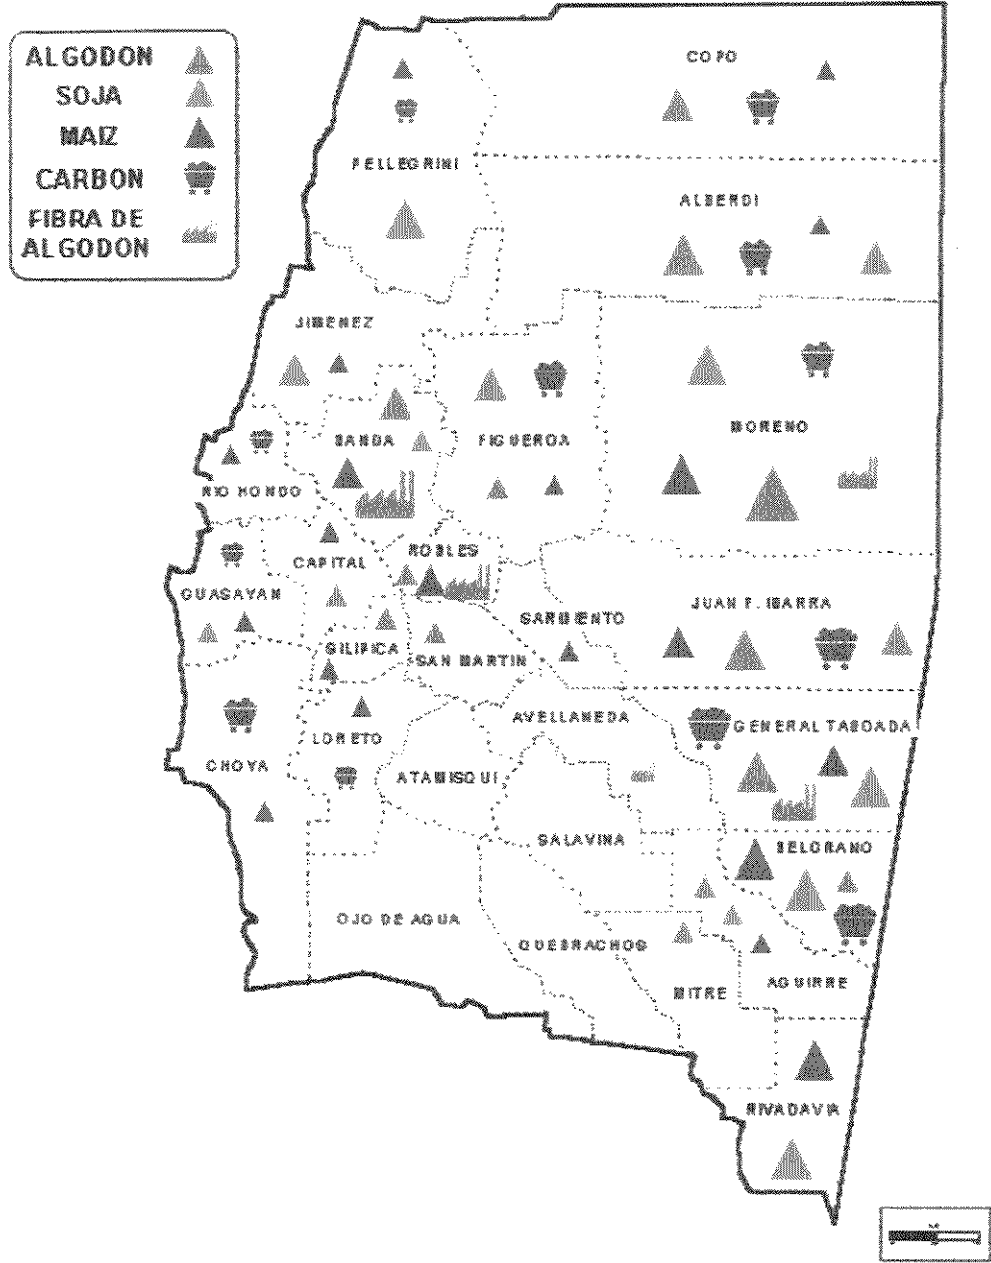 ALGODON
SOJA
MAIZ
CARBON
FIBRA DE
ALGODON
COPO
PELLEGRINI
ALBERDI
JIMENEZ
BANDA
FIGUEROA
MORENO
RIO HONDO
ROBLES
CAPITAL
GUASAYAN
JUAN F. IBARRA
SARMIENTO
SILIPICA
SAN MARTIN
AVELLANEDA
GENERAL TABOADA
LORETO
CHOYA
ATAMISQUI
SALAVINA
BELGRANO
OJO DE AGUA
QUEBRACHOS
AGUIRRE
MITRE
RIVADAVIA